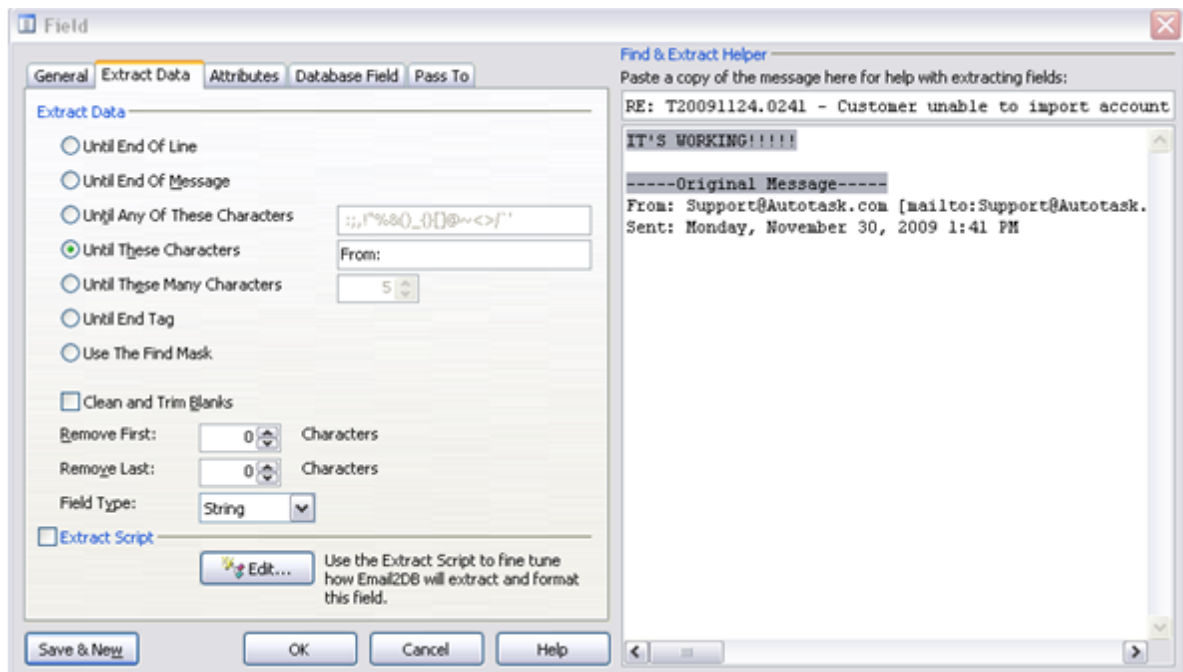 Field
General Extract Data Attributes Database Field Pass To
Extract Data
Until End Of Line
Until End Of Message
Until Any Of These Characters
Until These Characters From:
Until These Many Characters 5
Until End Tag
Use The Find Mask
Clean and Trim Blanks
Remove First: 0 Characters
Remove Last: 0 Characters
Field Type: String
Extract Script
Edit...
Use the Extract Script to fine tune
how Email2DB will extract and format
this field.
Save & New OK Cancel Help
Find & Extract Helper
Paste a copy of the message here for help with extracting fields:
RE: T20091124.0241 - Customer unable to import account
IT'S WORKING!!!!!
-----Original Message-----
From: Support@Autotask.com [mailto:Support@Autotask.
Sent: Monday, November 30, 2009 1:41 PM